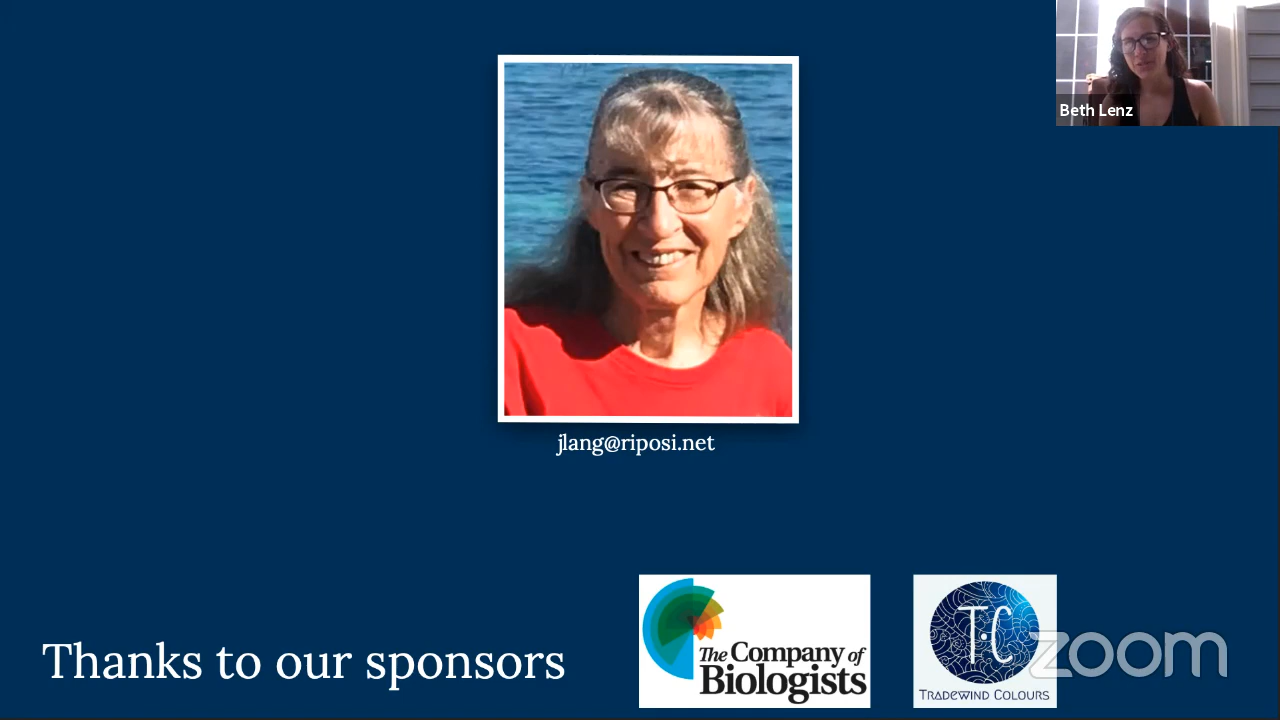 Beth Lenz
jlang@riposi.net
Thanks to our sponsors
The Company of
Biologists
T.C
TRADEWIND COLOURS
zoom